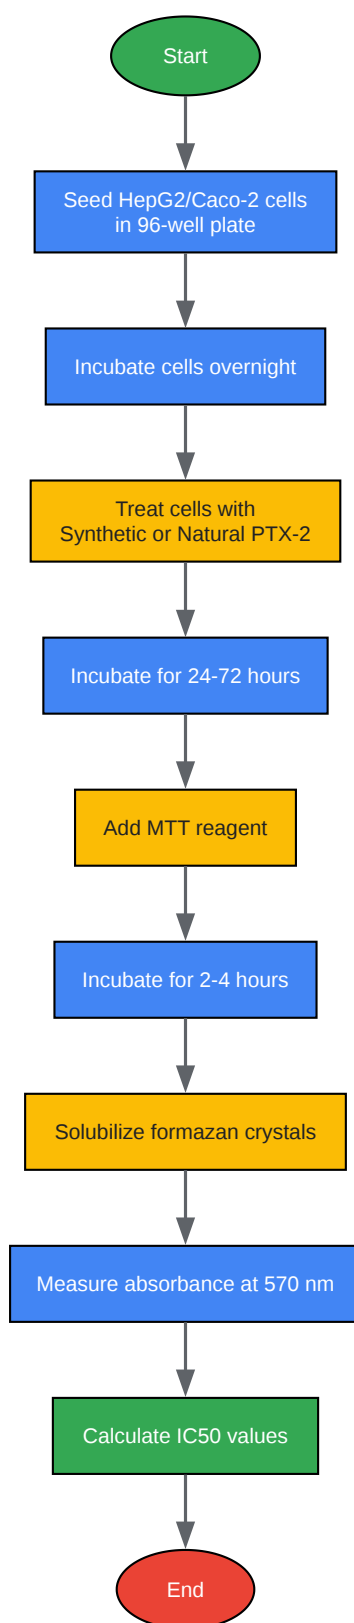 Start
Seed HepG2/Caco-2 cells
in 96-well plate
Incubate cells overnight
Treat cells with
Synthetic or Natural PTX-2
Incubate for 24-72 hours
Add MTT reagent
Incubate for 2-4 hours
Solubilize formazan crystals
Measure absorbance at 570 nm
Calculate IC50 values
End